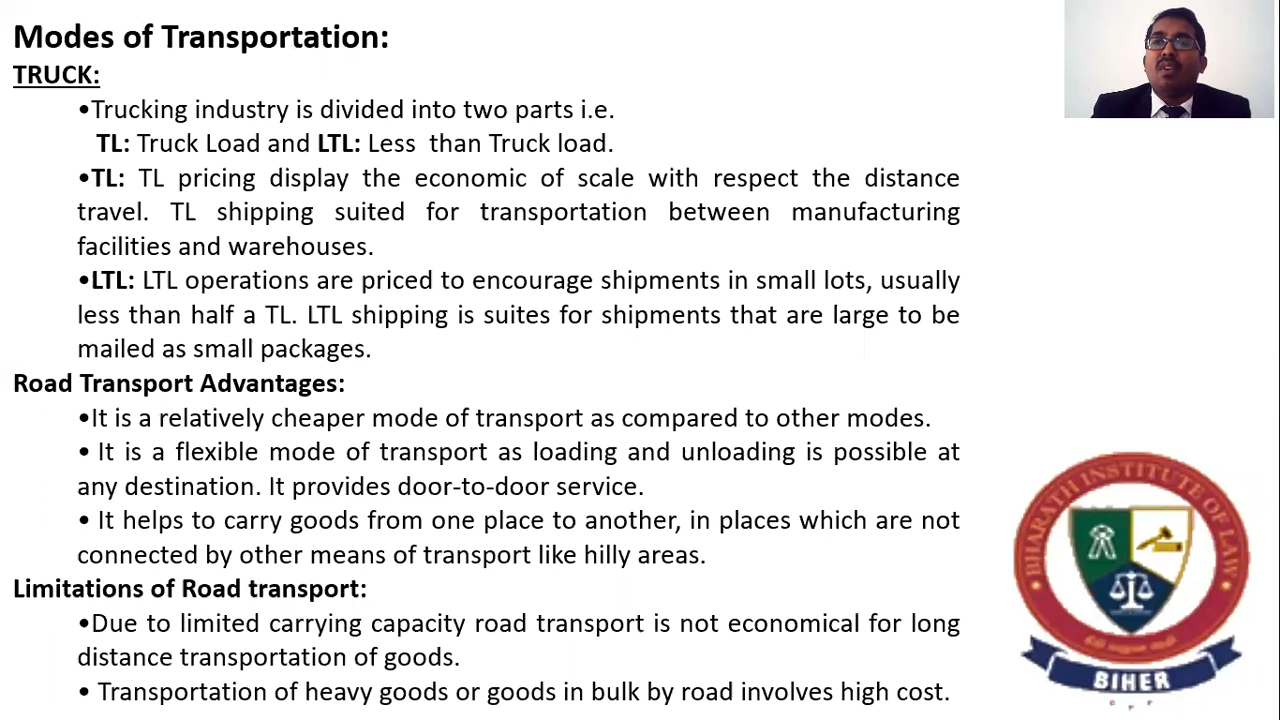 Modes of Transportation:
TRUCK:
•Trucking industry is divided into two parts i.e.
TL: Truck Load and LTL: Less than Truck load.
•TL: TL pricing display the economic of scale with respect the distance
travel. TL shipping suited for transportation between manufacturing
facilities and warehouses.
•LTL: LTL operations are priced to encourage shipments in small lots, usually
less than half a TL. LTL shipping is suites for shipments that are large to be
mailed as small packages.
Road Transport Advantages:
•It is a relatively cheaper mode of transport as compared to other modes.
• It is a flexible mode of transport as loading and unloading is possible at
any destination. It provides door-to-door service.
• It helps to carry goods from one place to another, in places which are not
connected by other means of transport like hilly areas.
Limitations of Road transport:
•Due to limited carrying capacity road transport is not economical for long
distance transportation of goods.
• Transportation of heavy goods or goods in bulk by road involves high cost.
BHARATH INSTITUTE OF LAW
BIHER